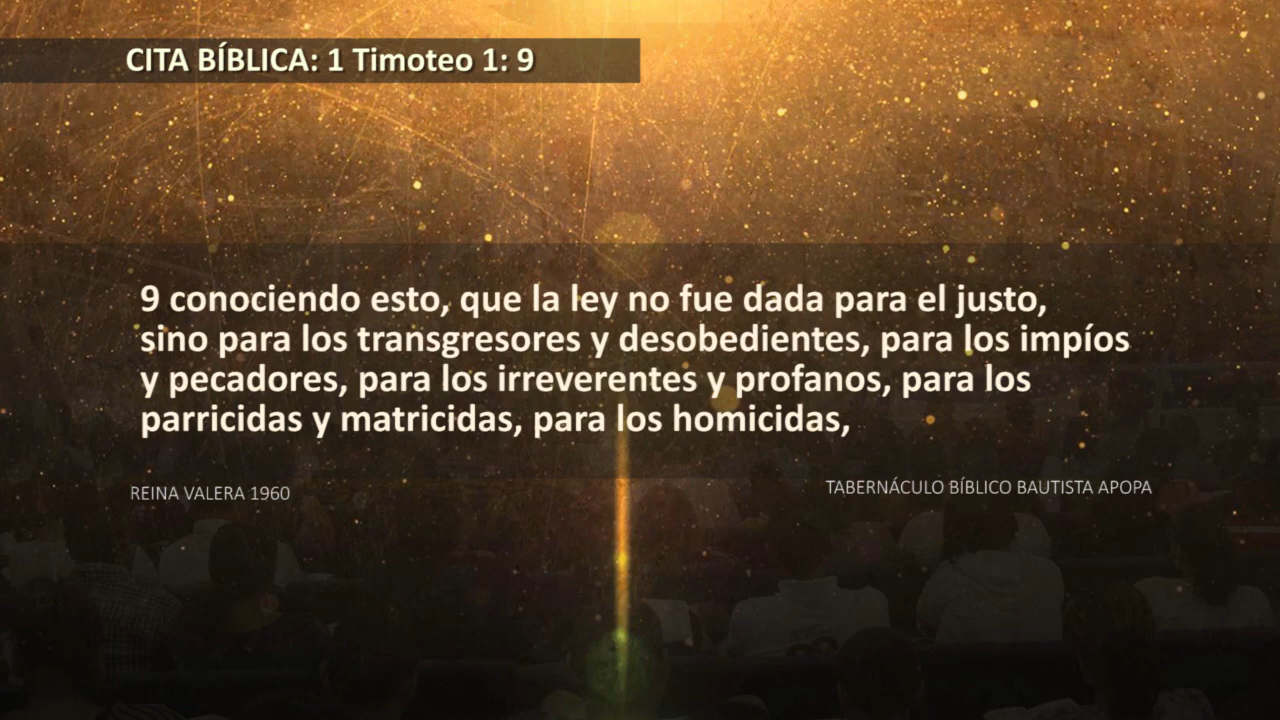 CITA BÍBLICA: 1 Timoteo 1: 9
9 conociendo esto, que la ley no fue dada para el justo,
sino para los transgresores y desobedientes, para los impíos
y pecadores, para los irreverentes y profanos, para los
parricidas y matricidas, para los homicidas,
REINA VALERA 1960
TABERNÁCULO BÍBLICO BAUTISTA APOPA